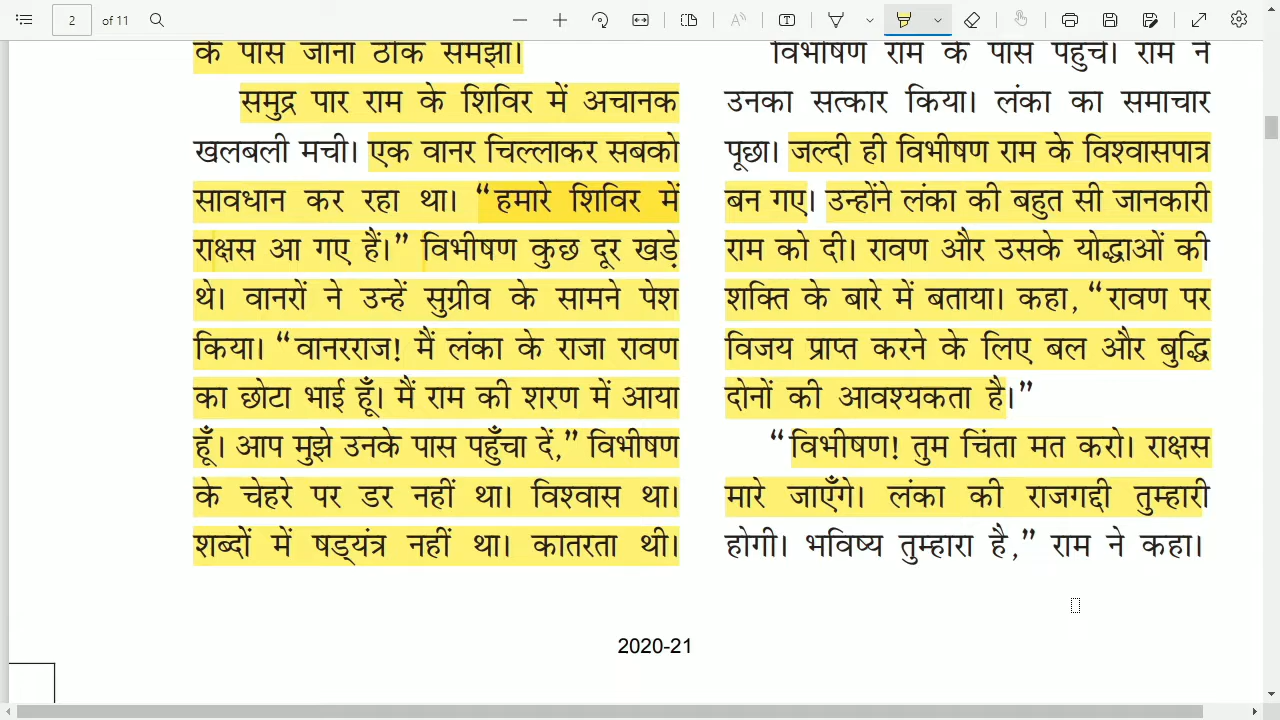 2
of 11
के पास जाना ठीक समझा।
समुद्र पार राम के शिविर में अचानक
खलबली मची। एक वानर चिल्लाकर सबको
सावधान कर रहा था। “हमारे शिविर में
राक्षस आ गए हैं।” विभीषण कुछ दूर खड़े
थे। वानरों ने उन्हें सुग्रीव के सामने पेश
किया। “वानरराज! मैं लंका के राजा रावण
का छोटा भाई हूँ। मैं राम की शरण में आया
हूँ। आप मुझे उनके पास पहुँचा दें,” विभीषण
के चेहरे पर डर नहीं था। विश्वास था।
शब्दों में षड्यंत्र नहीं था। कातरता थी।
विभीषण राम के पास पहुँचे। राम ने
उनका सत्कार किया। लंका का समाचार
पूछा। जल्दी ही विभीषण राम के विश्वासपात्र
बन गए। उन्होंने लंका की बहुत सी जानकारी
राम को दी। रावण और उसके योद्धाओं की
शक्ति के बारे में बताया। कहा, “रावण पर
विजय प्राप्त करने के लिए बल और बुद्धि
दोनों की आवश्यकता है।”
“विभीषण! तुम चिंता मत करो। राक्षस
मारे जाएँगे। लंका की राजगद्दी तुम्हारी
होगी। भविष्य तुम्हारा है,” राम ने कहा।
2020-21